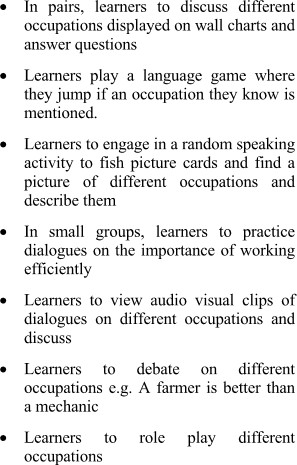 • In pairs, learners to discuss different
occupations displayed on wall charts and
answer questions
• Learners play a language game where
they jump if an occupation they know is
mentioned.
• Learners to engage in a random speaking
activity to fish picture cards and find a
picture of different occupations and
describe them
• In small groups, learners to practice
dialogues on the importance of working
efficiently
• Learners to view audio visual clips of
dialogues on different occupations and
discuss
• Learners to debate on different
occupations e.g. A farmer is better than
a mechanic
• Learners to role play different
occupations